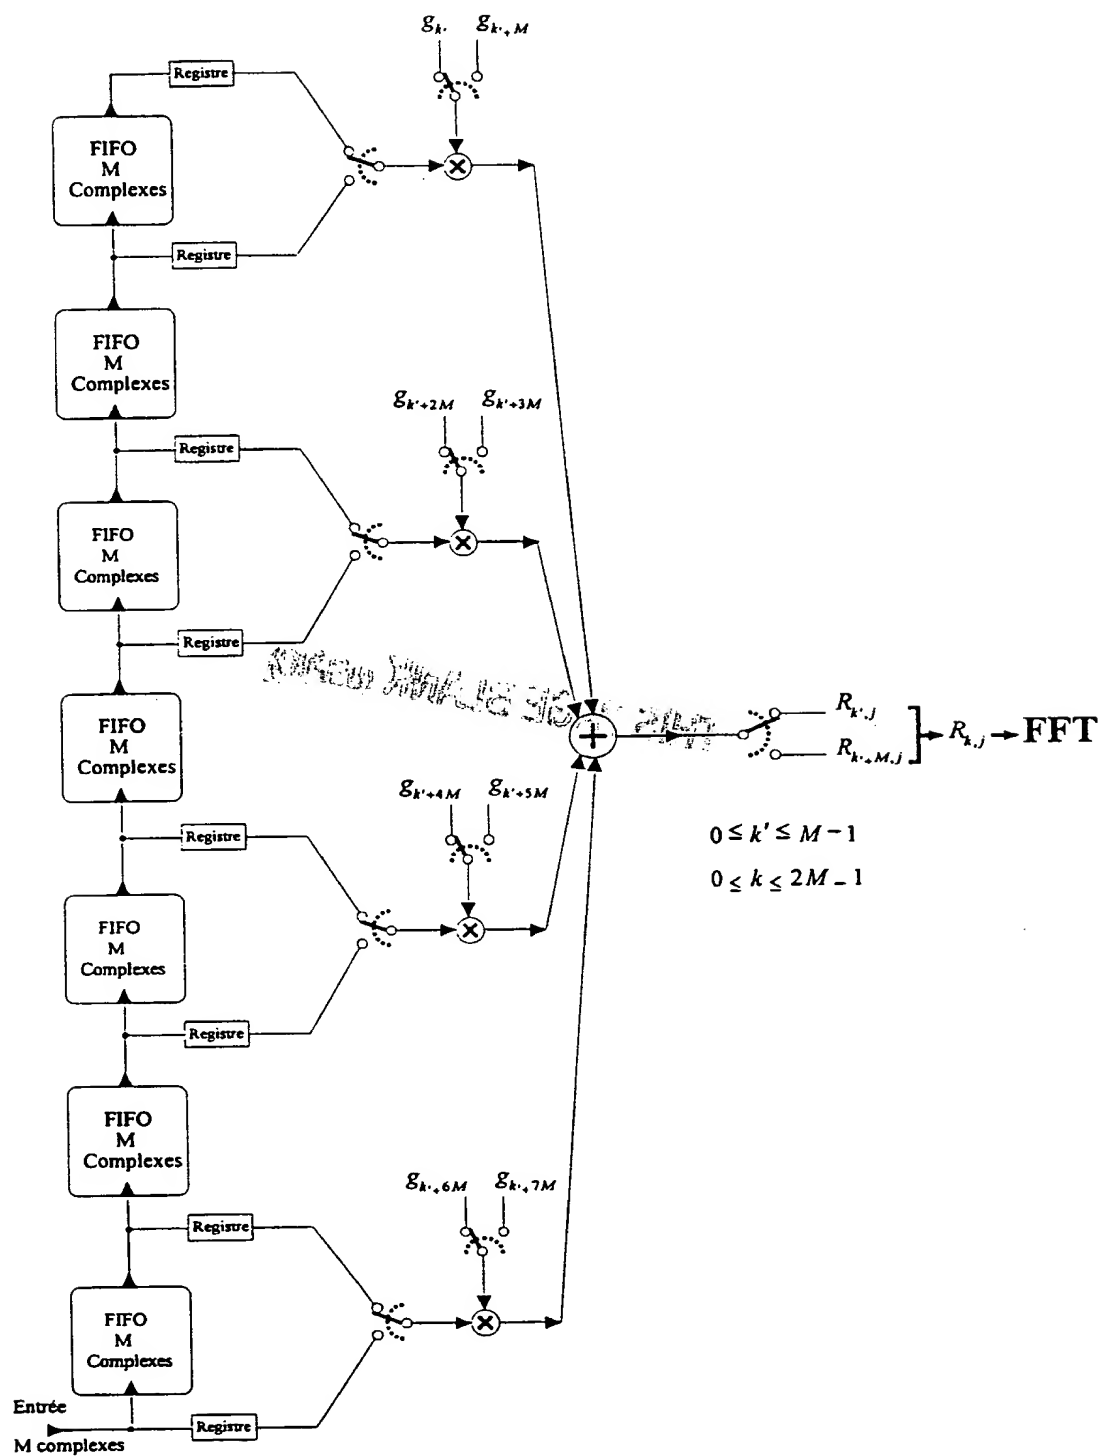 g_{k'} g_{k'+M}
Registre
FIFO
M
Complexes
Registre
FIFO
M
Complexes
g_{k'+2M} g_{k'+3M}
Registre
FIFO
M
Complexes
Registre
FIFO
M
Complexes
R_{k',j}
R_{k'+M,j}
R_{k,j}
FFT
g_{k'+4M} g_{k'+5M}
0 ≤ k' ≤ M-1
0 ≤ k ≤ 2M-1
Registre
FIFO
M
Complexes
Registre
FIFO
M
Complexes
g_{k'+6M} g_{k'+7M}
Registre
FIFO
M
Complexes
Entrée
M complexes
Registre